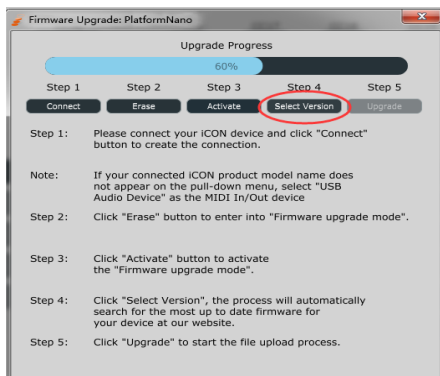 Firmware Upgrade: PlatformNano
Upgrade Progress
60%
Step 1 Step 2 Step 3 Step 4 Step 5
Connect Erase Activate Select Version Upgrade
Step 1: Please connect your iCON device and click "Connect"
button to create the connection.
Note: If your connected iCON product model name does
not appear on the pull-down menu, select "USB
Audio Device" as the MIDI In/Out device
Step 2: Click "Erase" button to enter into "Firmware upgrade mode".
Step 3: Click "Activate" button to activate
the "Firmware upgrade mode".
Step 4: Click "Select Version", the process will automatically
search for the most up to date firmware for
your device at our website.
Step 5: Click "Upgrade" to start the file upload process.